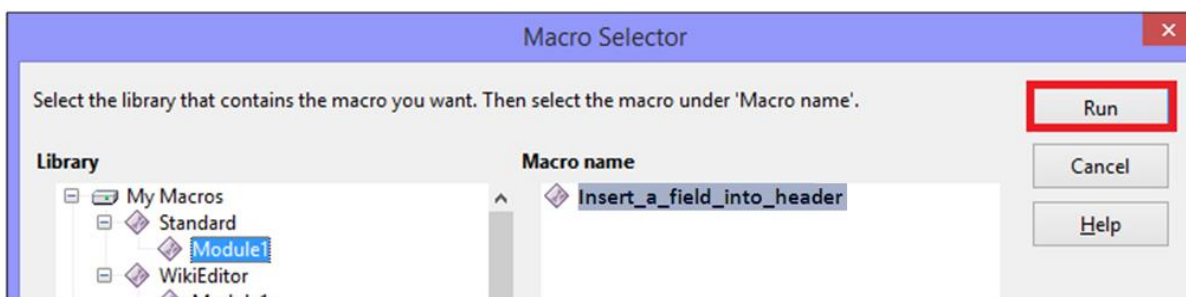 Macro Selector
Select the library that contains the macro you want. Then select the macro under 'Macro name'.
Run
Library
Macro name
Cancel
My Macros
Insert_a_field_into_header
Standard
Help
Module1
WikiEditor